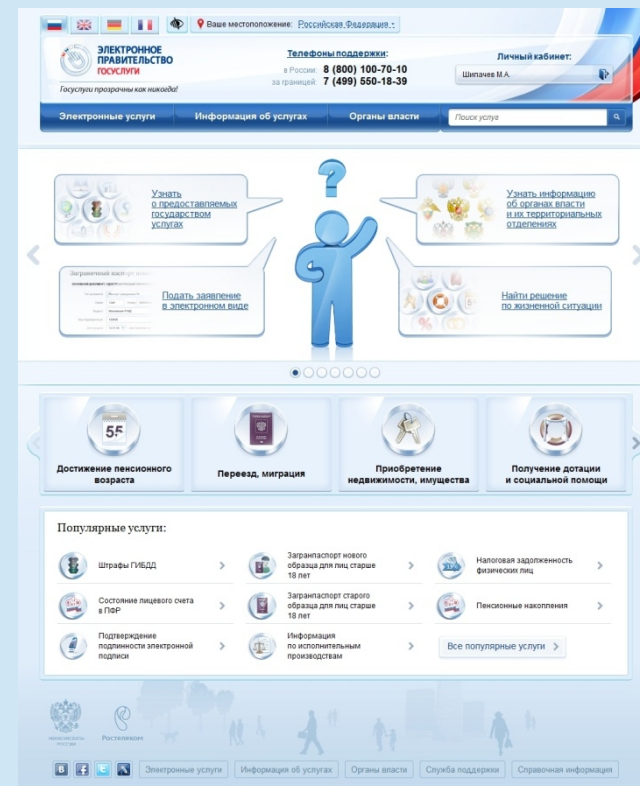 Ваше местоположение: Российская Федерация
ЭЛЕКТРОННОЕ
ПРАВИТЕЛЬСТВО
ГОСУСЛУГИ
Госуслуги прозрачны как никогда!
Телефоны поддержки:
в России: 8 (800) 100-70-10
за границей: 7 (499) 550-18-39
Личный кабинет:
Шипачев М.А.
Электронные услуги
Информация об услугах
Органы власти
Поиск услуг
Узнать
о предоставляемых
государством
услугах
Узнать информацию
об органах власти
и их территориальных
отделениях
Подать заявление
в электронном виде
Найти решение
по жизненной ситуации
55
Достижение пенсионного
возраста
Переезд, миграция
Приобретение
недвижимости, имущества
Получение дотации
и социальной помощи
Популярные услуги:
Штрафы ГИБДД
Загранпаспорт нового
образца для лиц старше
18 лет
Налоговая задолженность
физических лиц
Состояние лицевого счета
в ПФР
Загранпаспорт старого
образца для лиц старше
18 лет
Пенсионные накопления
Подтверждение
подлинности электронной
подписи
Информация
по исполнительным
производствам
Все популярные услуги
Ростелеком
Электронные услуги
Информация об услугах
Органы власти
Служба поддержки
Справочная информация